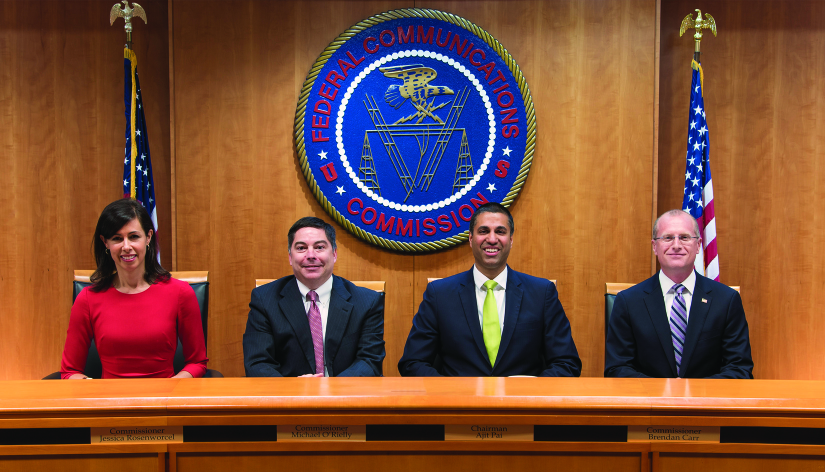 FEDERAL COMMUNICATIONS
U S
COMMISSION
Commissioner
Jessica Rosenworcel
Commissioner
Michael O'Rielly
Chairman
Ajit Pai
Commissioner
Brendan Carr